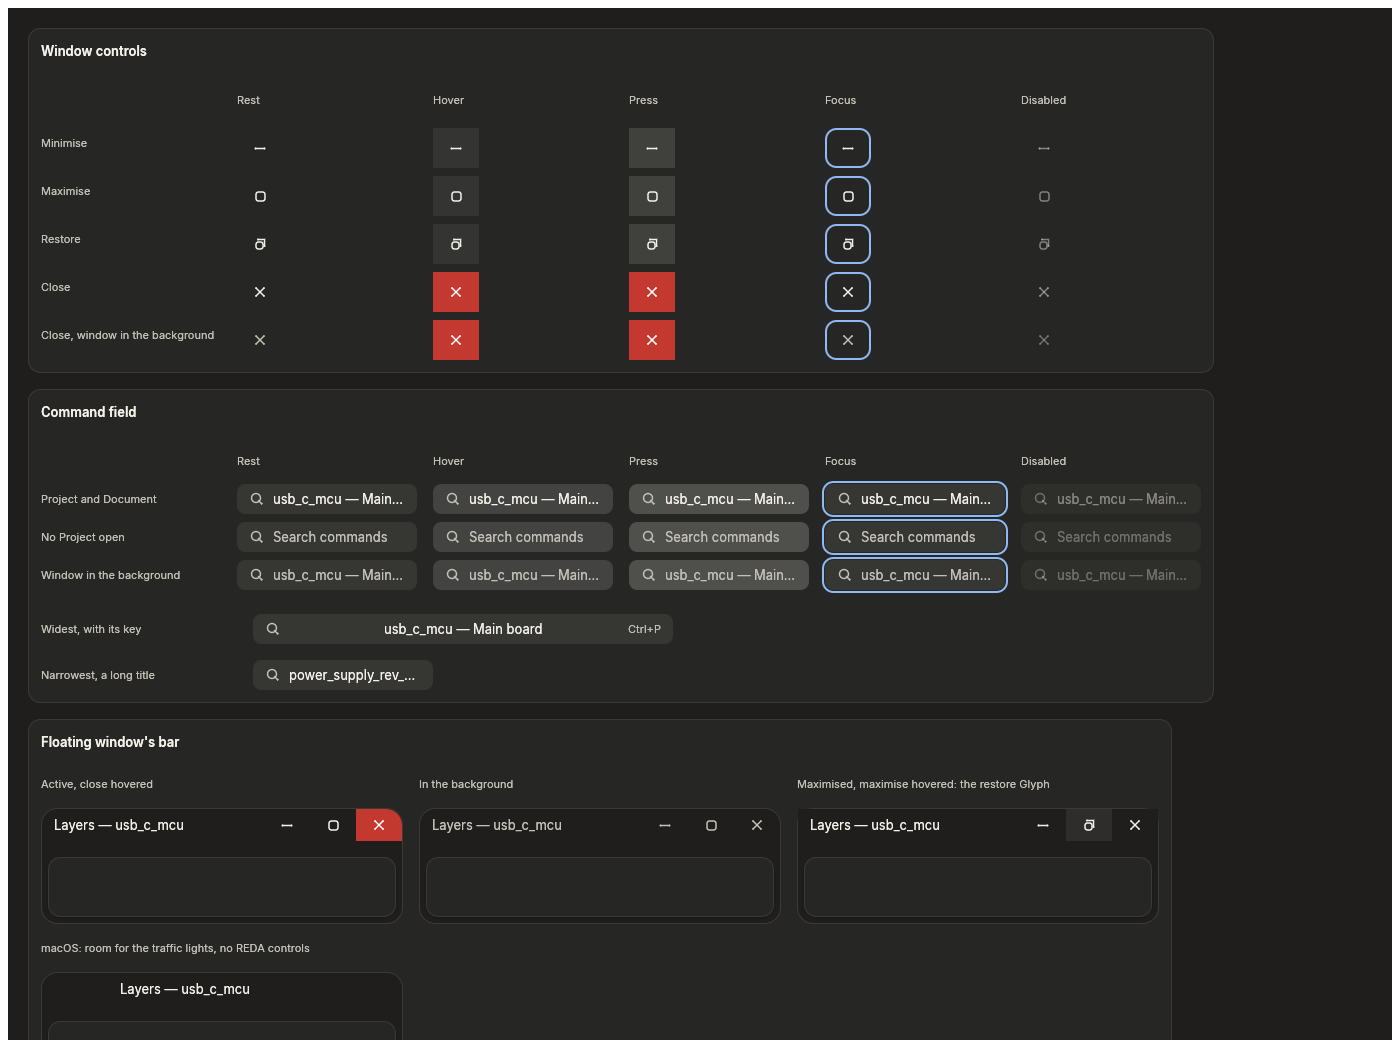 Window controls
Rest Hover Press Focus Disabled
Minimise
Maximise
Restore
Close
Close, window in the background
Command field
Rest Hover Press Focus Disabled
Project and Document usb_c_mcu — Main... usb_c_mcu — Main... usb_c_mcu — Main... usb_c_mcu — Main... usb_c_mcu — Main...
No Project open Search commands Search commands Search commands Search commands Search commands
Window in the background usb_c_mcu — Main... usb_c_mcu — Main... usb_c_mcu — Main... usb_c_mcu — Main... usb_c_mcu — Main...
Widest, with its key usb_c_mcu — Main board Ctrl+P
Narrowest, a long title power_supply_rev_...
Floating window's bar
Active, close hovered In the background Maximised, maximise hovered: the restore Glyph
Layers — usb_c_mcu Layers — usb_c_mcu Layers — usb_c_mcu
macOS: room for the traffic lights, no REDA controls
Layers — usb_c_mcu